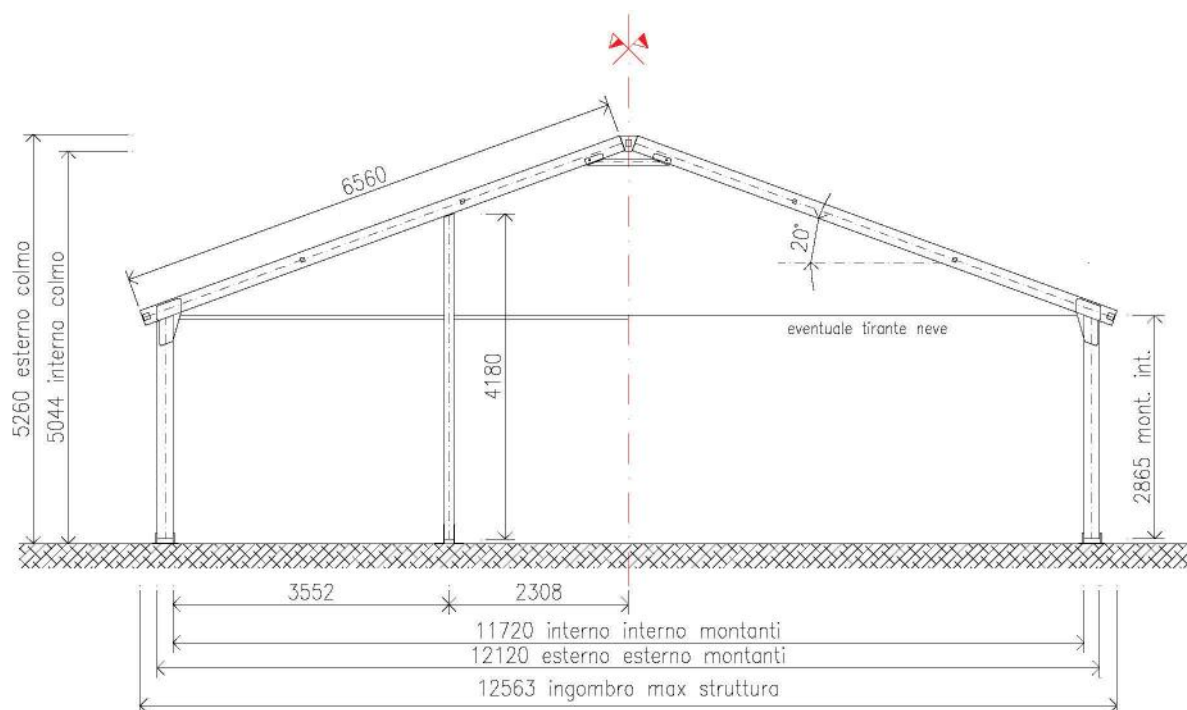 6560
20°
5260 esterno colmo
5044 interno colmo
eventuale tirante neve
4180
2865 mont. int.
3552
2308
11720 interno interno montanti
12120 esterno esterno montanti
12563 ingombro max struttura